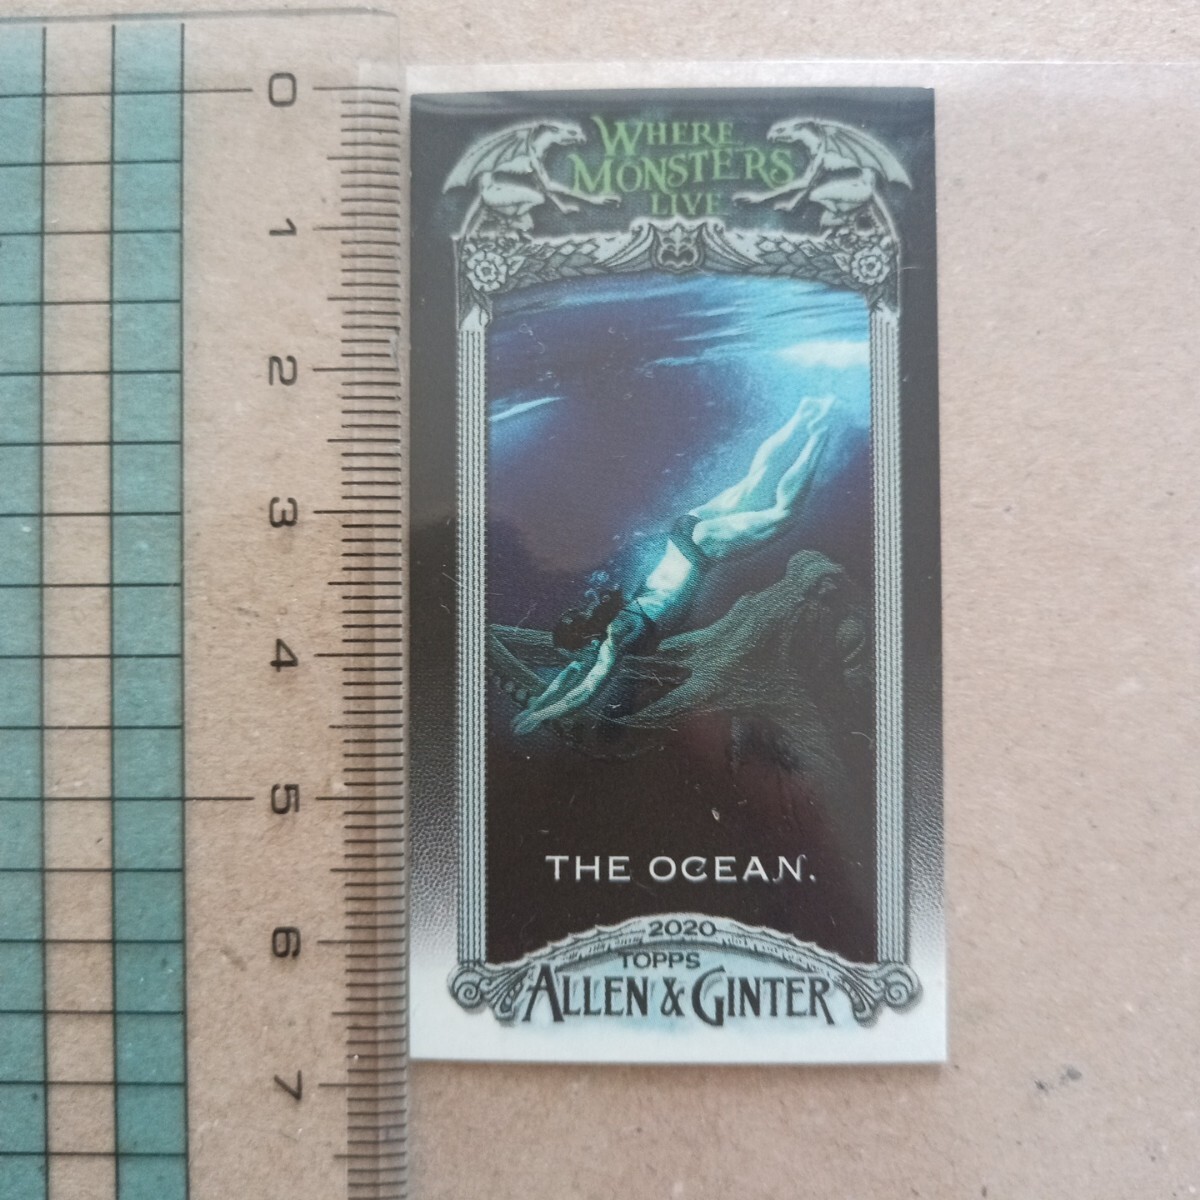 WHERE
MONSTERS
LIVE
THE OCEAN.
2020
TOPPS
ALLEN & GINTER
0
1
2
3
4
5
6
7